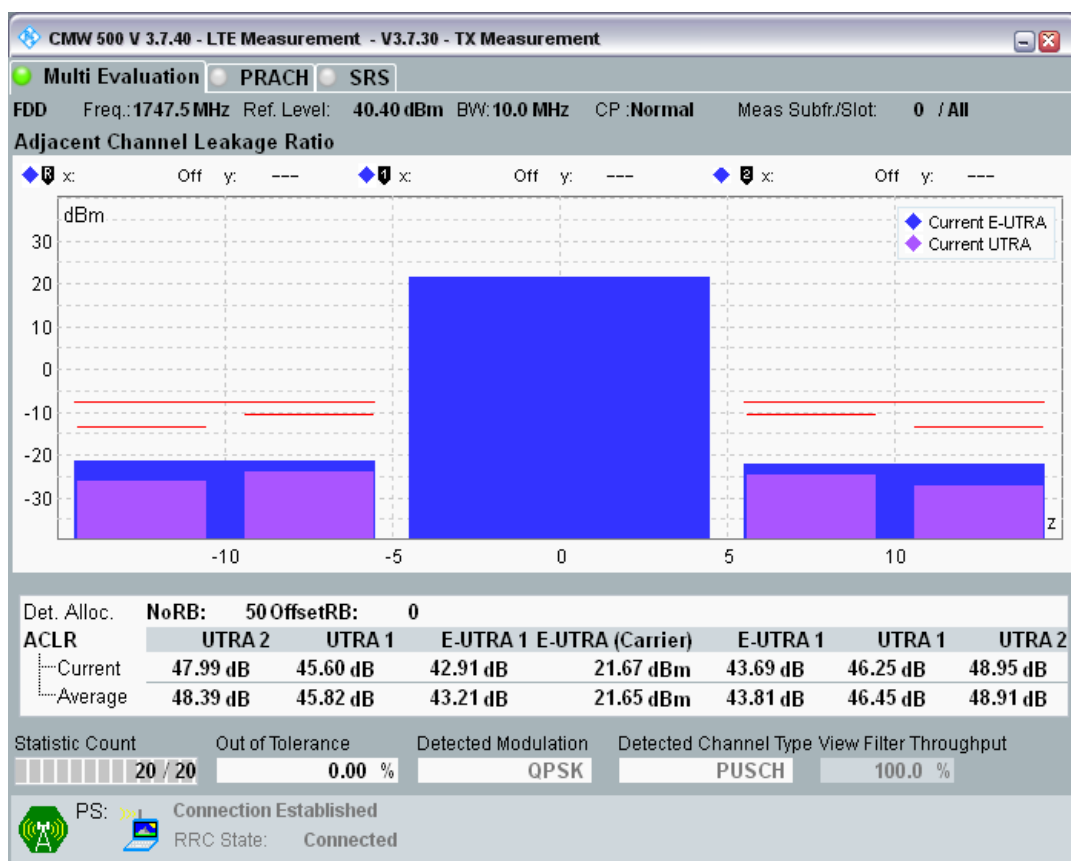 CMW 500 V 3.7.40 - LTE Measurement - V3.7.30 - TX Measurement
Multi Evaluation PRACH SRS
FDD Freq.: 1747.5 MHz Ref. Level: 40.40 dBm BW: 10.0 MHz CP : Normal Meas Subfr./Slot: 0 / All
Adjacent Channel Leakage Ratio
R x: Off y: --- 1 x: Off y: --- 2 x: Off y: ---
dBm
Current E-UTRA
Current UTRA
30
20
10
0
-10
-20
-30
z
-10 -5 0 5 10
Det. Alloc. NoRB: 50 OffsetRB: 0
ACLR UTRA 2 UTRA 1 E-UTRA 1 E-UTRA (Carrier) E-UTRA 1 UTRA 1 UTRA 2
Current 47.99 dB 45.60 dB 42.91 dB 21.67 dBm 43.69 dB 46.25 dB 48.95 dB
Average 48.39 dB 45.82 dB 43.21 dB 21.65 dBm 43.81 dB 46.45 dB 48.91 dB
Statistic Count Out of Tolerance Detected Modulation Detected Channel Type View Filter Throughput
20 / 20 0.00 % QPSK PUSCH 100.0 %
PS: Connection Established
RRC State: Connected